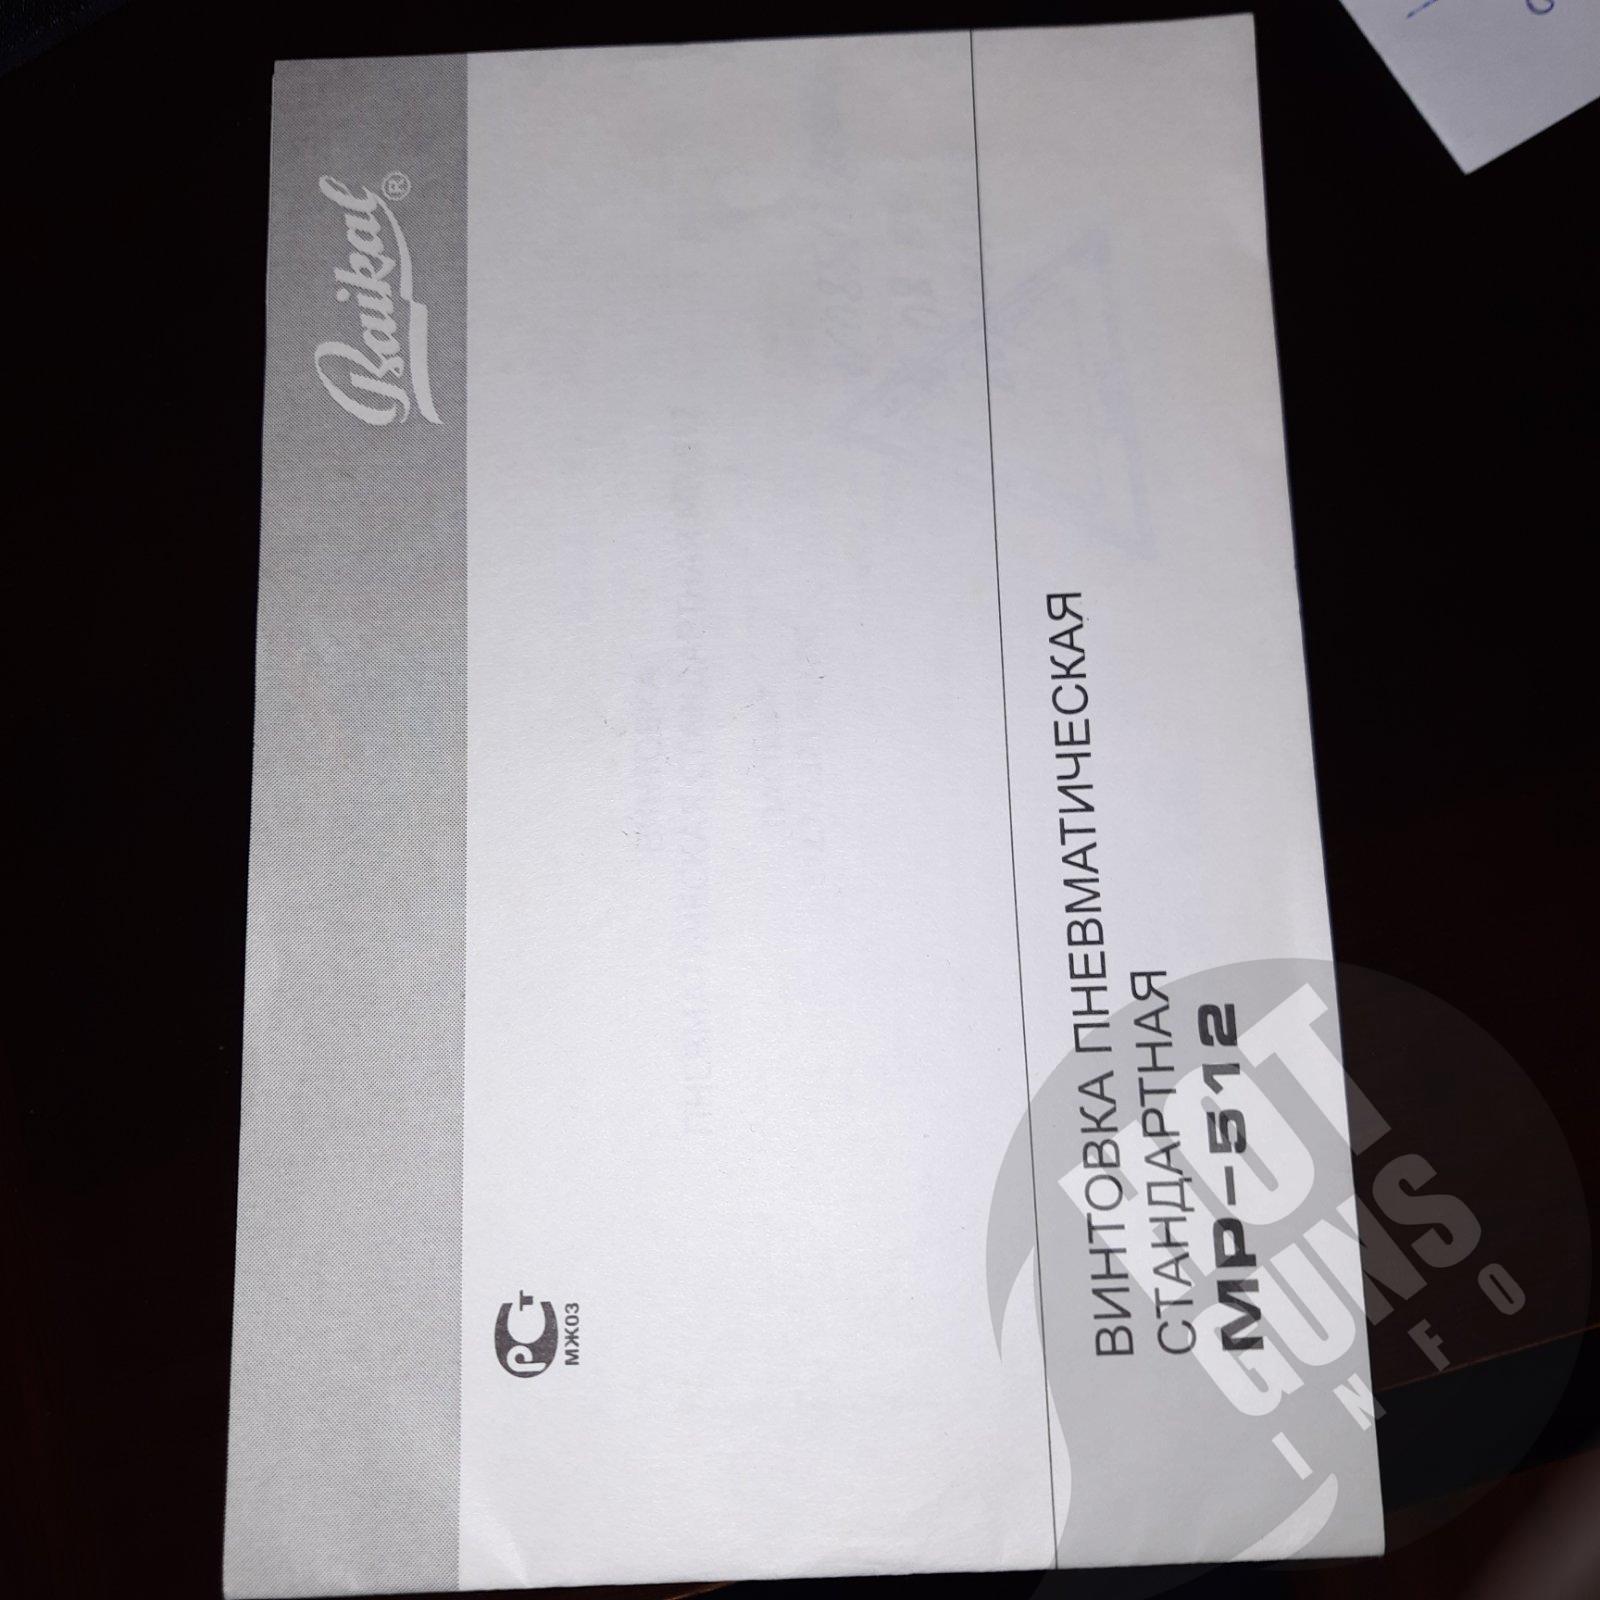 Baikal®
РСТ
МЖ03
ВИНТОВКА ПНЕВМАТИЧЕСКАЯ
СТАНДАРТНАЯ
МР-512
HOT
GUNS
INFO